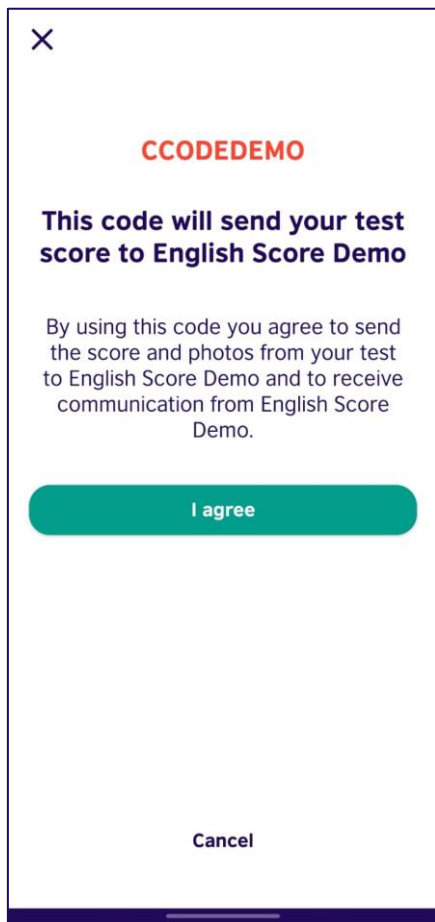 CCODEDEMO
This code will send your test
score to English Score Demo
By using this code you agree to send
the score and photos from your test
to English Score Demo and to receive
communication from English Score
Demo.
I agree
Cancel